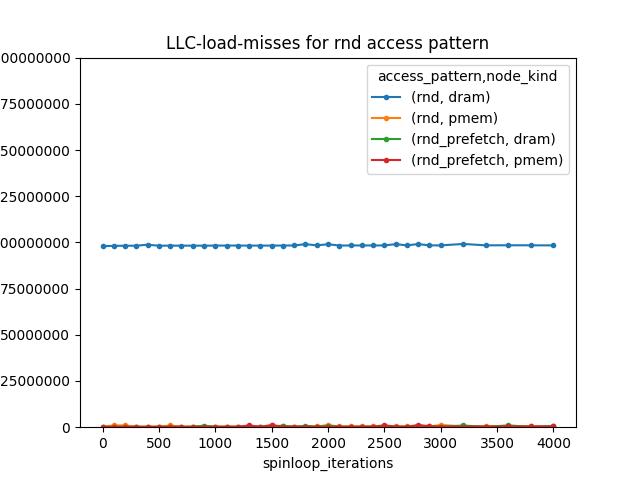 LLC-load-misses for rnd access pattern
00000000
75000000
50000000
25000000
00000000
75000000
50000000
25000000
0
access_pattern,node_kind
(rnd, dram)
(rnd, pmem)
(rnd_prefetch, dram)
(rnd_prefetch, pmem)
0 500 1000 1500 2000 2500 3000 3500 4000
spinloop_iterations